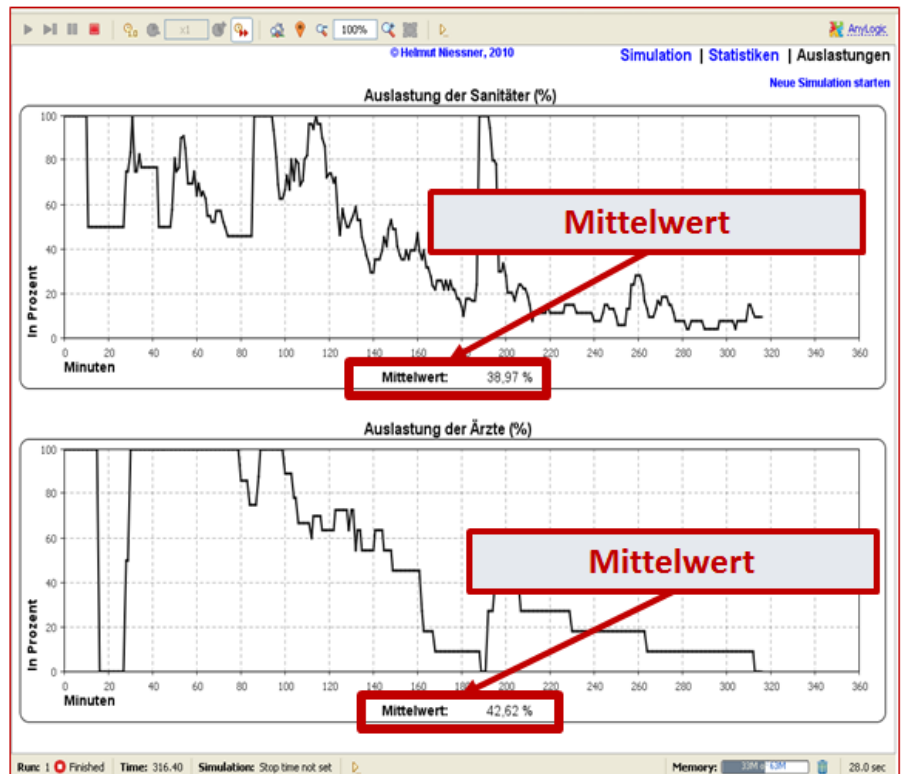 x1 100% AnyLogic
©Helmut Niessner, 2010 Simulation | Statistiken | Auslastungen
Neue Simulation starten
Auslastung der Sanitäter (%)
100
80
60
40
20
0
In Prozent
0 20 40 60 80 100 120 140 160 180 200 220 240 260 280 300 320 340 360
Minuten
Mittelwert
Mittelwert: 38,97 %
Auslastung der Ärzte (%)
100
80
60
40
20
0
In Prozent
0 20 40 60 80 100 120 140 160 180 200 220 240 260 280 300 320 340 360
Minuten
Mittelwert
Mittelwert: 42,62 %
Run: 1 Finished Time: 316.40 Simulation: Stop time not set Memory: 33M 63M 28.0 sec